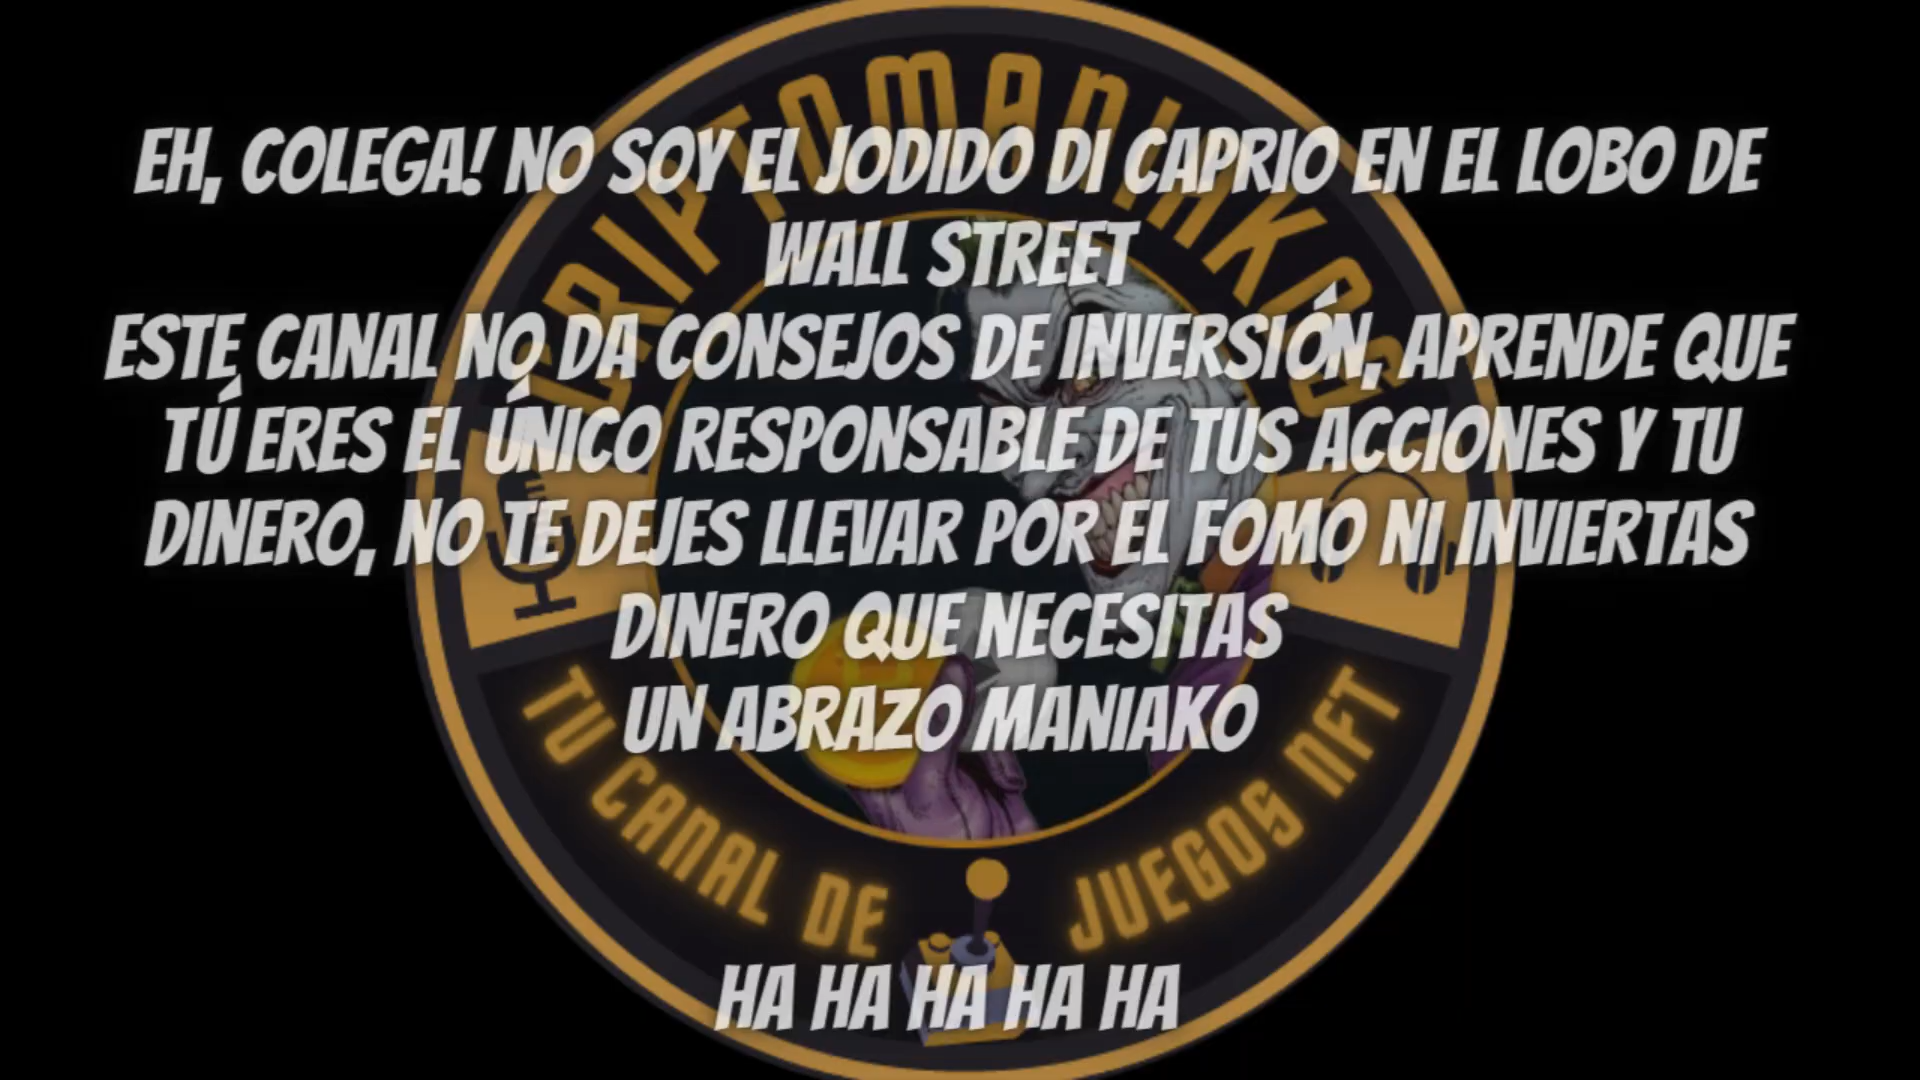 CRIPTOMANIAKOS
EH, COLEGA! NO SOY EL JODIDO DI CAPRIO EN EL LOBO DE
WALL STREET
ESTE CANAL NO DA CONSEJOS DE INVERSIÓN, APRENDE QUE
TÚ ERES EL ÚNICO RESPONSABLE DE TUS ACCIONES Y TU
DINERO, NO TE DEJES LLEVAR POR EL FOMO NI INVIERTAS
DINERO QUE NECESITAS
UN ABRAZO MANIAKO
TU CANAL DE JUEGOS NFT
HA HA HA HA HA